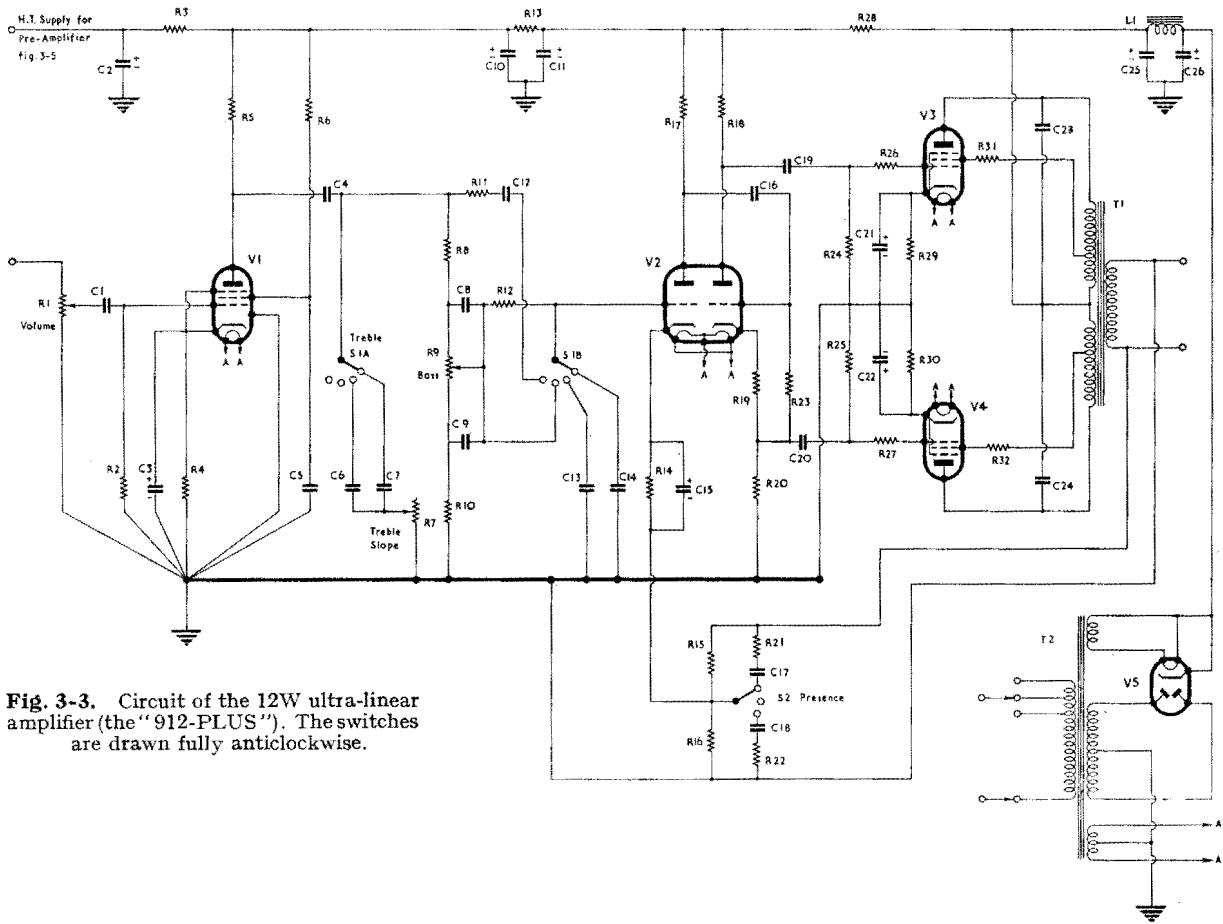 H.T. Supply for
Pre-Amplifier
fig. 3-5
R3
R13
R28
L1
C2
C10
C11
C25
C26
R5
R6
R17
R18
V3
C23
C19
R26
R31
C4
R11
C12
C16
T1
R8
C21
R24
R29
V1
V2
R1
Volume
C1
C8
R12
Treble
S1A
R9
Bass
S1B
R25
C22
R30
A A
A
A A
A A
R19
R23
V4
C9
C20
R27
R32
R2
C3
R4
C5
C6
C7
R7
R10
C13
C14
R14
C15
R20
C24
Treble
Slope
R15
R21
C17
S2 Presence
R16
C18
R22
T2
V5
A
A
Fig. 3-3. Circuit of the 12W ultra-linear
amplifier (the "912-PLUS"). The switches
are drawn fully anticlockwise.